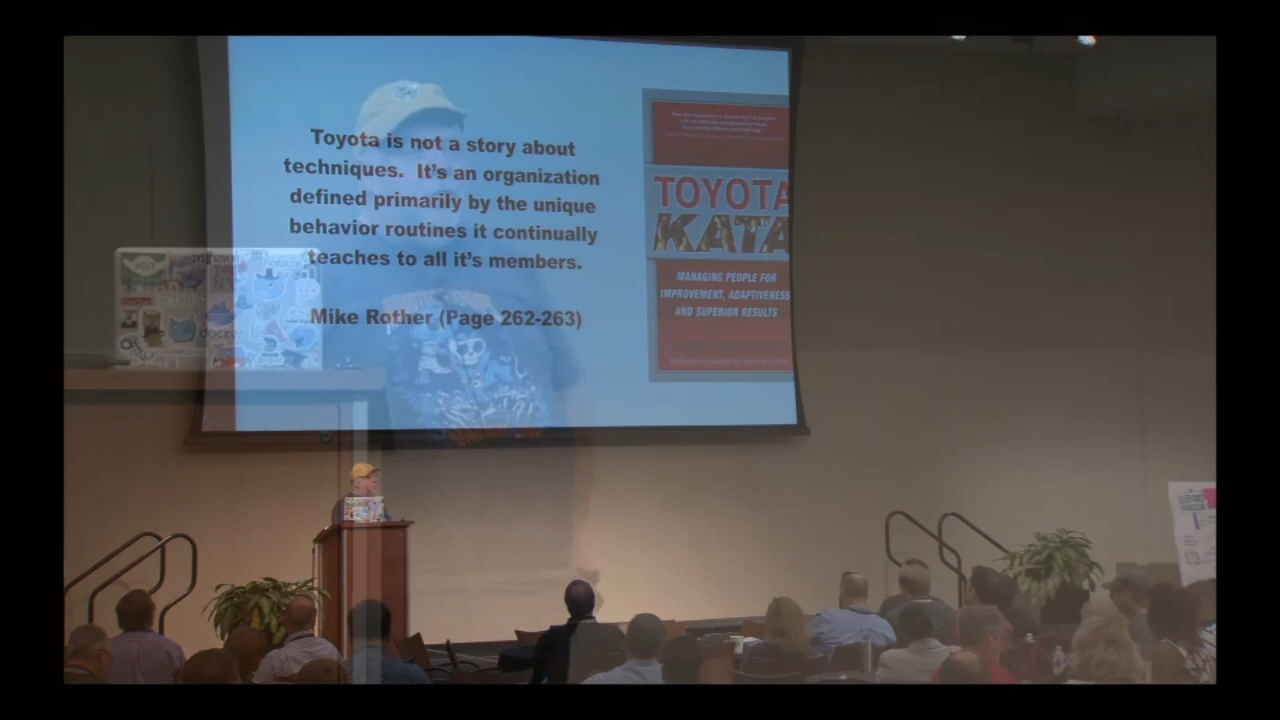 Toyota is not a story about
techniques. It's an organization
defined primarily by the unique
behavior routines it continually
teaches to all it's members.
Mike Rother (Page 262-263)
TOYOTA
KATA
MANAGING PEOPLE FOR
IMPROVEMENT, ADAPTIVENESS
AND SUPERIOR RESULTS
docker